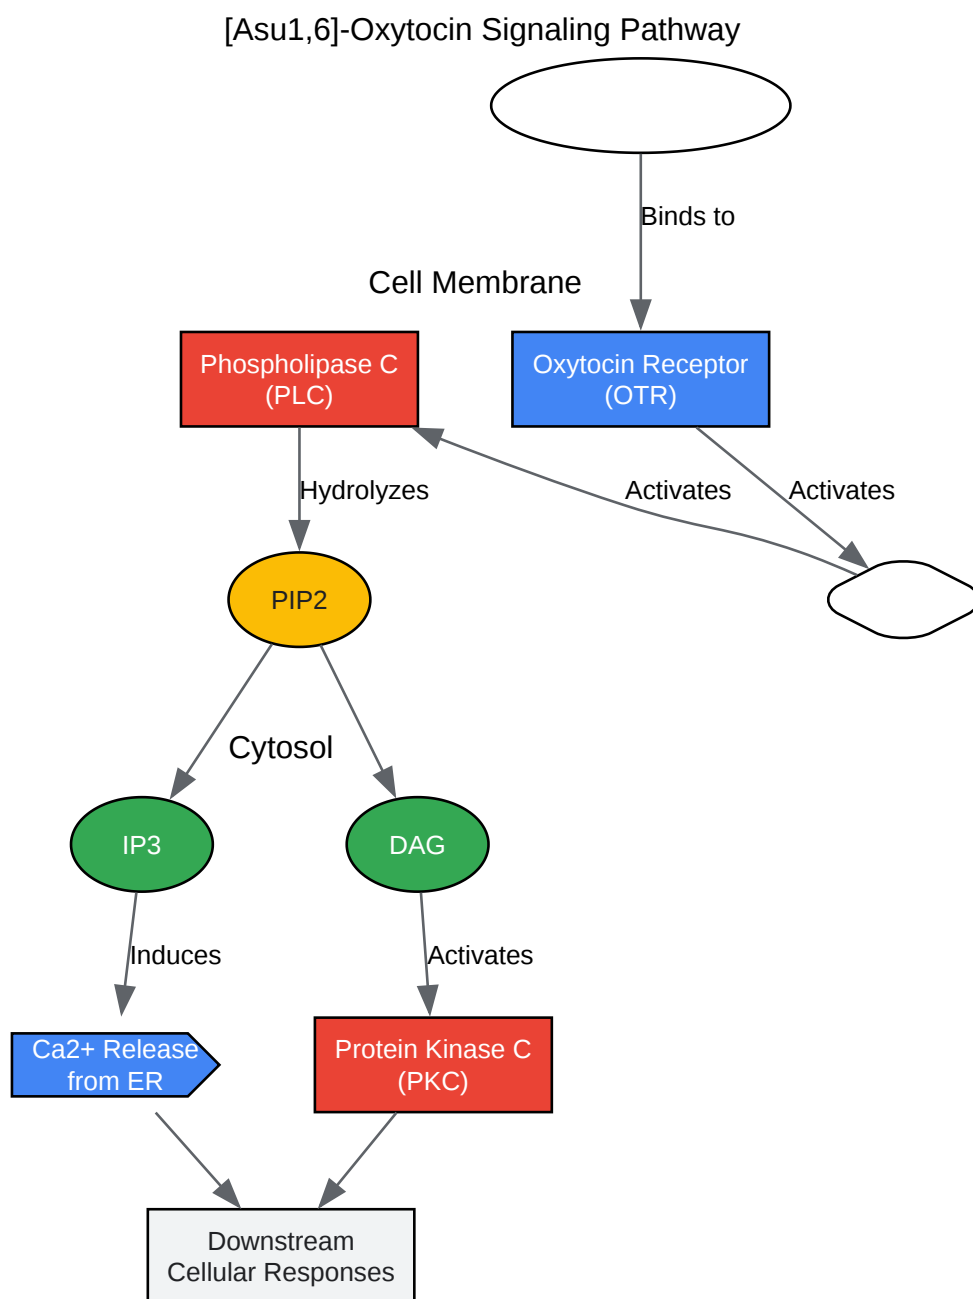 [Asu1,6]-Oxytocin Signaling Pathway
Binds to
Cell Membrane
Phospholipase C
(PLC)
Oxytocin Receptor
(OTR)
Hydrolyzes
Activates
Activates
PIP2
Cytosol
IP3
DAG
Induces
Activates
Ca2+ Release
from ER
Protein Kinase C
(PKC)
Downstream
Cellular Responses